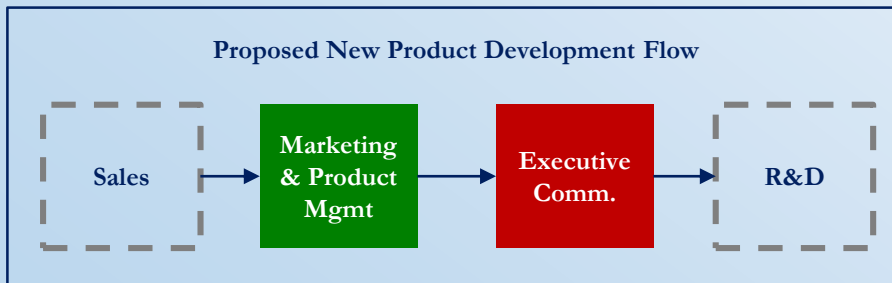 Proposed New Product Development Flow
Sales
Marketing
& Product
Mgmt
Executive
Comm.
R&D